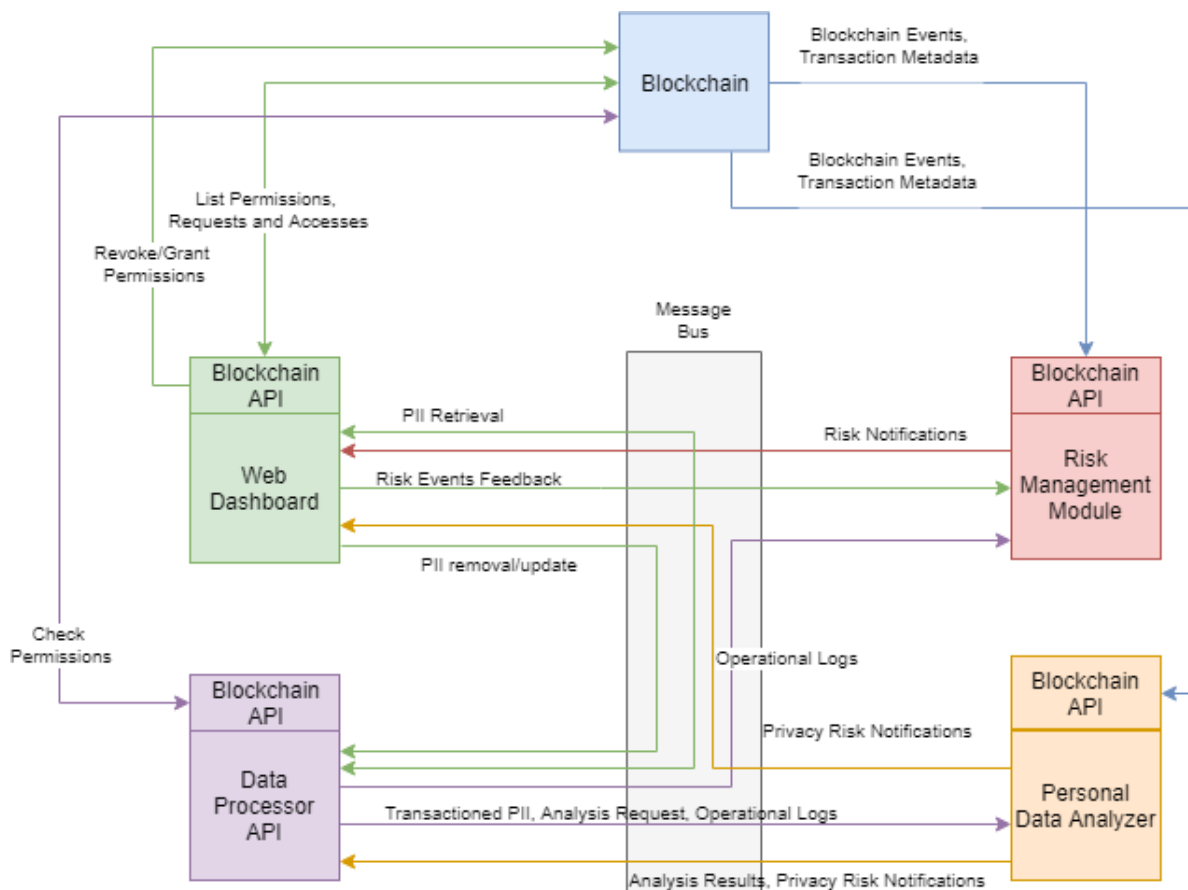 Blockchain Events,
Transaction Metadata
Blockchain
Blockchain Events,
Transaction Metadata
List Permissions,
Requests and Accesses
Revoke/Grant
Permissions
Message
Bus
Blockchain
API
Blockchain
API
PII Retrieval
Risk Notifications
Web
Dashboard
Risk Events Feedback
Risk
Management
Module
PII removal/update
Check
Permissions
Operational Logs
Blockchain
API
Blockchain
API
Privacy Risk Notifications
Data
Processor
API
Transactioned PII, Analysis Request, Operational Logs
Personal
Data Analyzer
Analysis Results, Privacy Risk Notifications